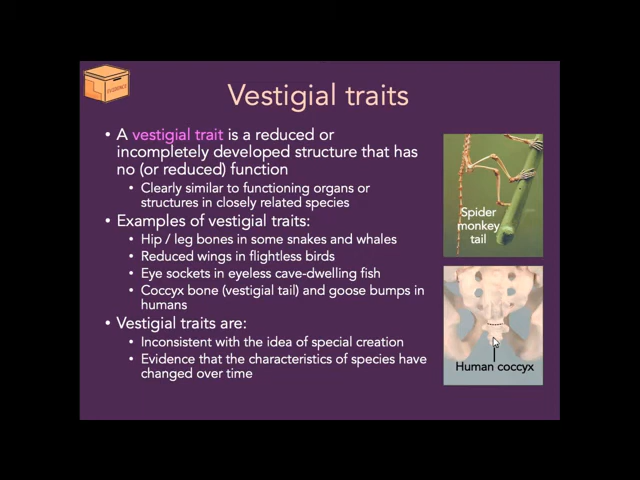 EVIDENCE
Vestigial traits
• A vestigial trait is a reduced or
incompletely developed structure that has
no (or reduced) function
• Clearly similar to functioning organs or
structures in closely related species
• Examples of vestigial traits:
• Hip / leg bones in some snakes and whales
• Reduced wings in flightless birds
• Eye sockets in eyeless cave-dwelling fish
• Coccyx bone (vestigial tail) and goose bumps in
humans
• Vestigial traits are:
• Inconsistent with the idea of special creation
• Evidence that the characteristics of species have
changed over time
Spider
monkey
tail
Human coccyx